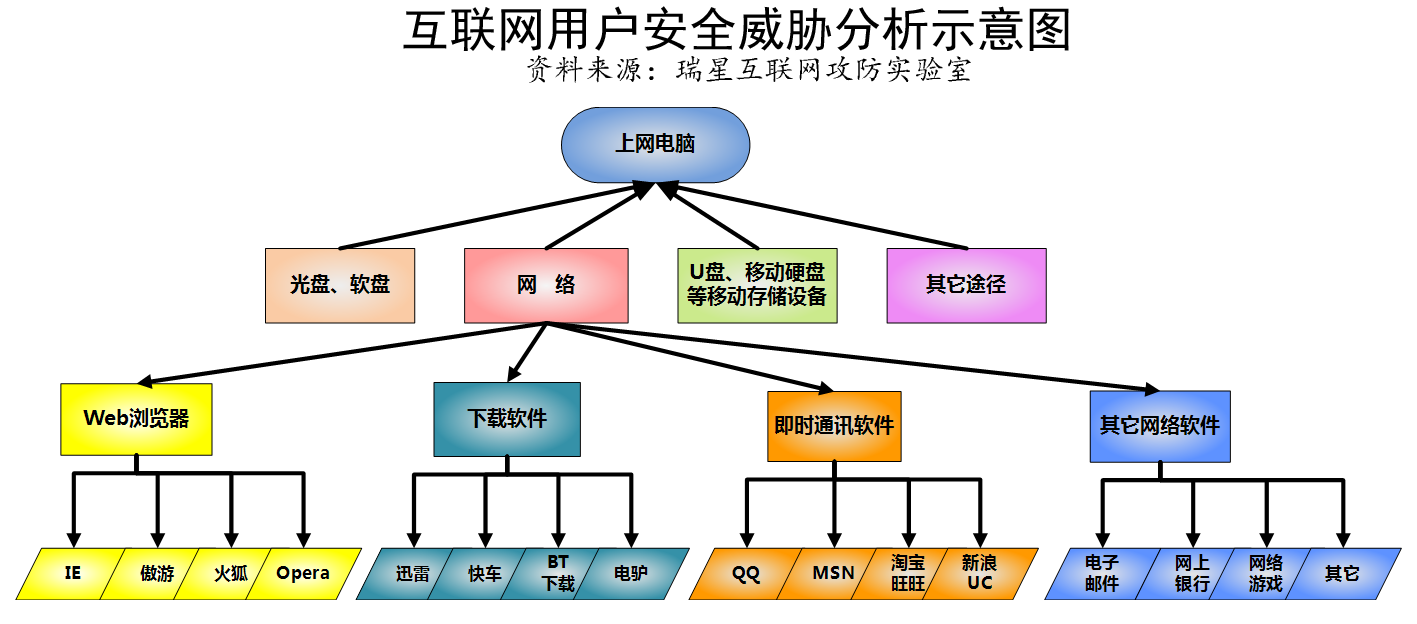 互联网用户安全威胁分析示意图
资料来源：瑞星互联网攻防实验室
上网电脑
光盘、软盘
网 络
U盘、移动硬盘
等移动存储设备
其它途径
Web浏览器
下载软件
即时通讯软件
其它网络软件
IE
傲游
火狐
Opera
迅雷
快车
BT
下载
电驴
QQ
MSN
淘宝
旺旺
新浪
UC
电子
邮件
网上
银行
网络
游戏
其它